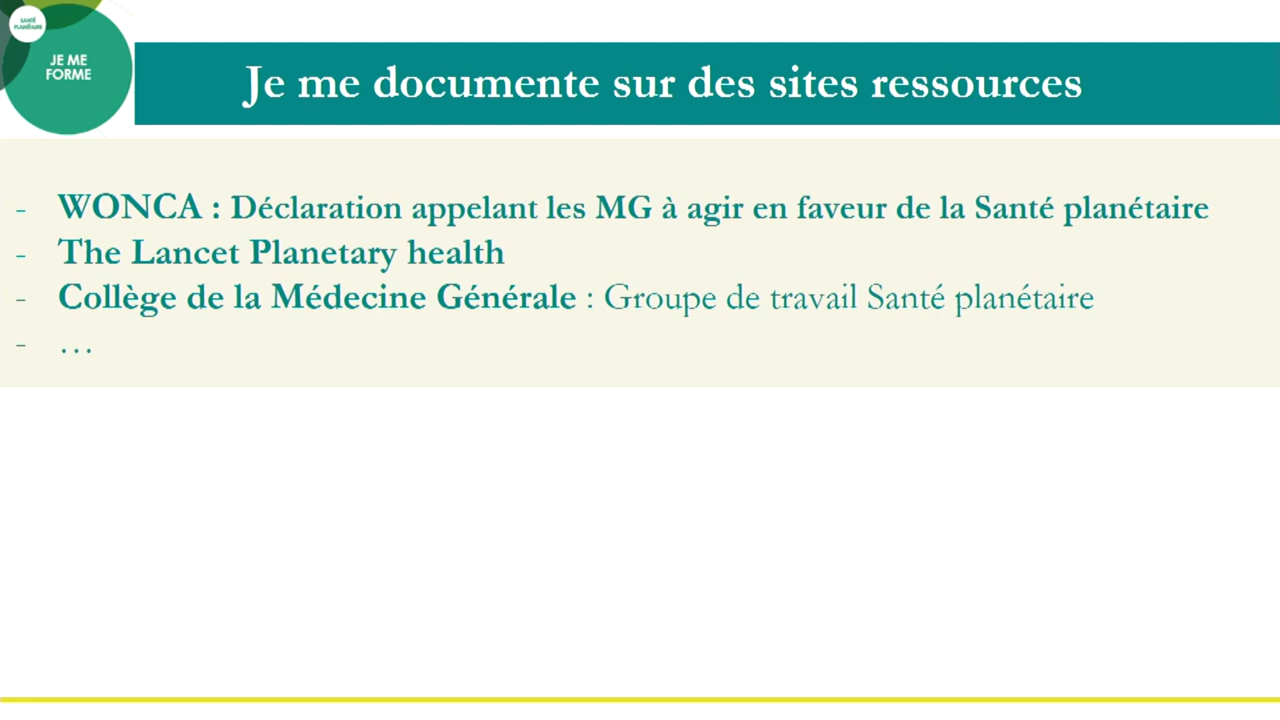 SANTÉ
PLANÉTAIRE
JE ME
FORME
Je me documente sur des sites ressources
- WONCA : Déclaration appelant les MG à agir en faveur de la Santé planétaire
- The Lancet Planetary health
- Collège de la Médecine Générale : Groupe de travail Santé planétaire
- …